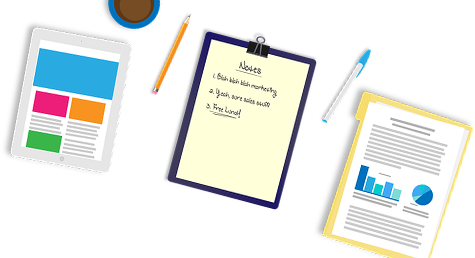 Notes
1. Blah blah blah marketing
2. Yeah, sure sales stuff
3. Free Lunch!